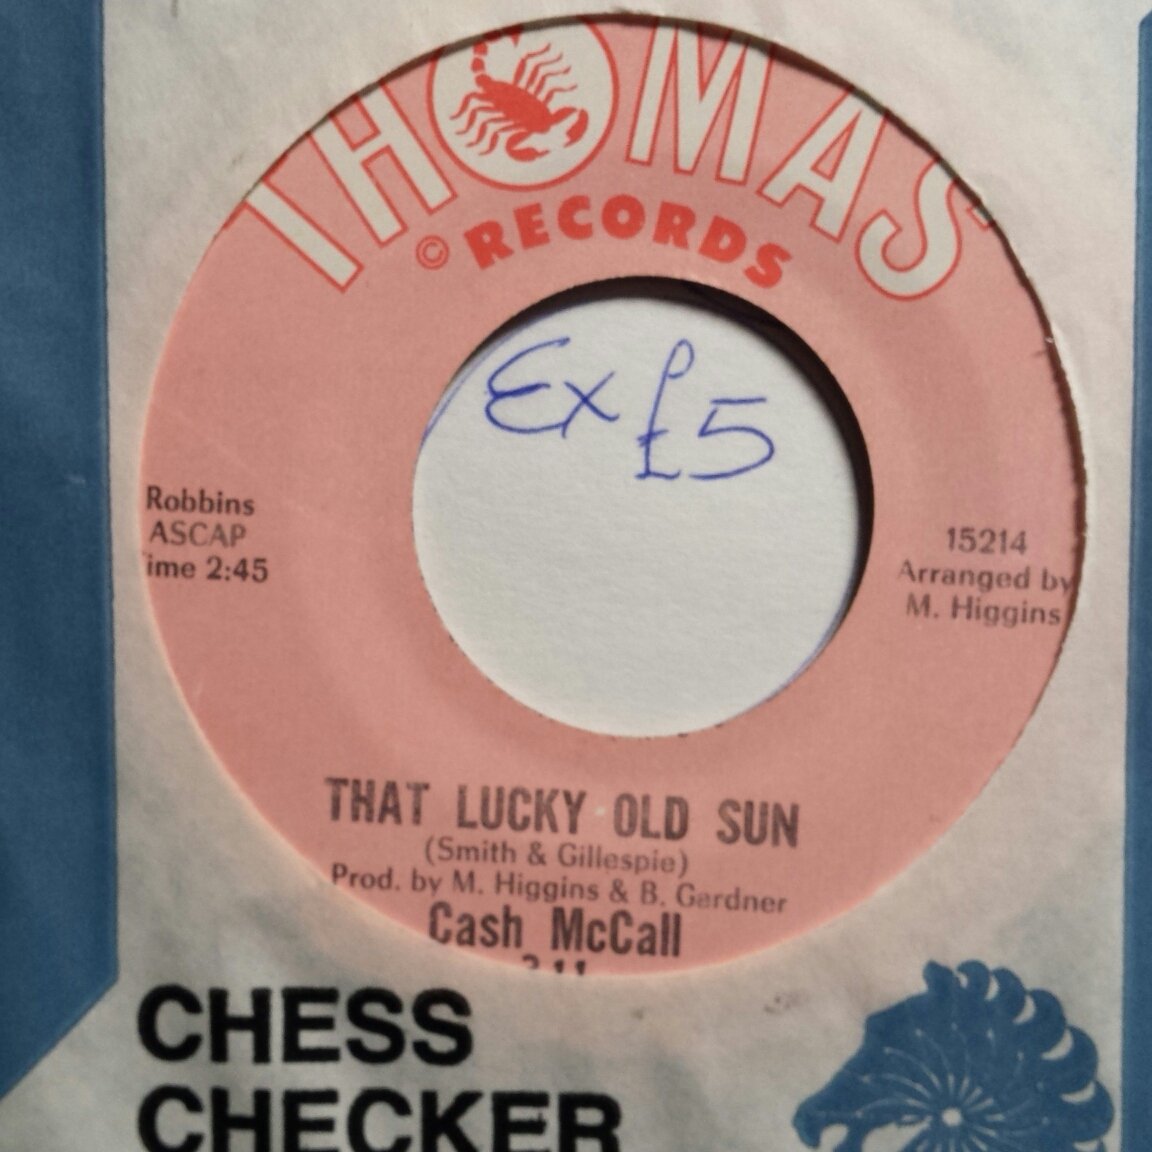 THOMAS
© RECORDS
Ex £5
Robbins
ASCAP
ime 2:45
15214
Arranged by
M. Higgins
THAT LUCKY OLD SUN
(Smith & Gillespie)
Prod. by M. Higgins & B. Gardner
Cash McCall
CHESS
CHECKER